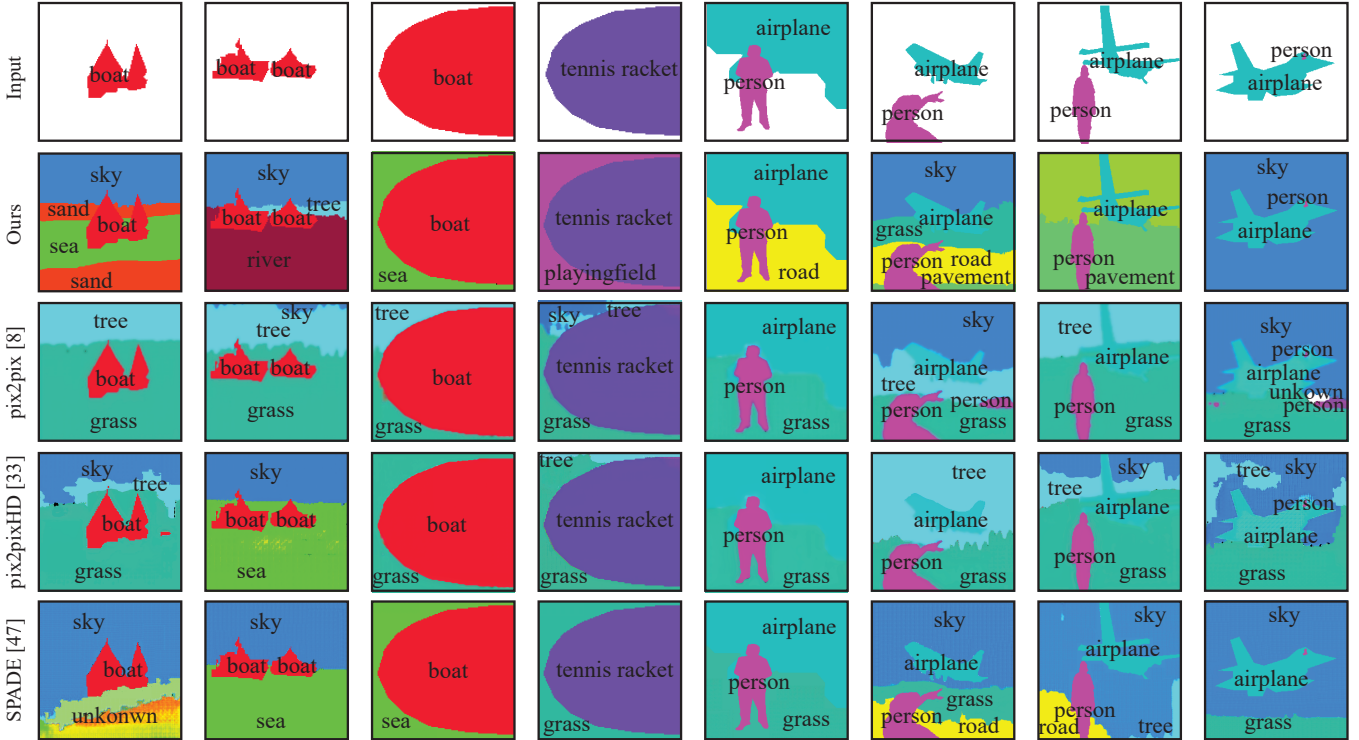 Input
boat
boat
boat
boat
tennis racket
airplane
person
airplane
person
airplane
person
person
airplane
Ours
sky
sand
boat
sea
sand
sky
tree
boat
boat
river
boat
sea
tennis racket
playingfield
airplane
person
road
sky
airplane
grass
person
road
pavement
airplane
person
pavement
sky
person
airplane
pix2pix [8]
tree
boat
grass
sky
tree
boat
boat
grass
tree
boat
grass
sky
tree
tennis racket
grass
airplane
person
grass
sky
airplane
tree
person
person
grass
tree
airplane
person
grass
sky
person
airplane
unkown
person
grass
pix2pixHD [33]
sky
tree
boat
grass
sky
boat
boat
sea
boat
grass
tree
tennis racket
grass
airplane
person
grass
tree
airplane
person
grass
sky
tree
airplane
person
grass
tree
sky
person
airplane
grass
SPADE [47]
sky
boat
unkonwn
sky
boat
boat
sea
boat
sea
tennis racket
grass
airplane
person
grass
sky
airplane
grass
person
road
sky
airplane
person
road
tree
sky
airplane
grass